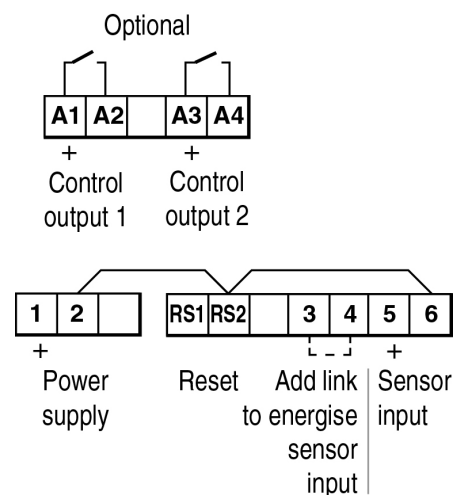 Optional
A1 A2 A3 A4
+ +
Control Control
output 1 output 2
1 2 RS1 RS2 3 4 5 6
+ +
Power Reset Add link Sensor
supply to energise input
sensor
input